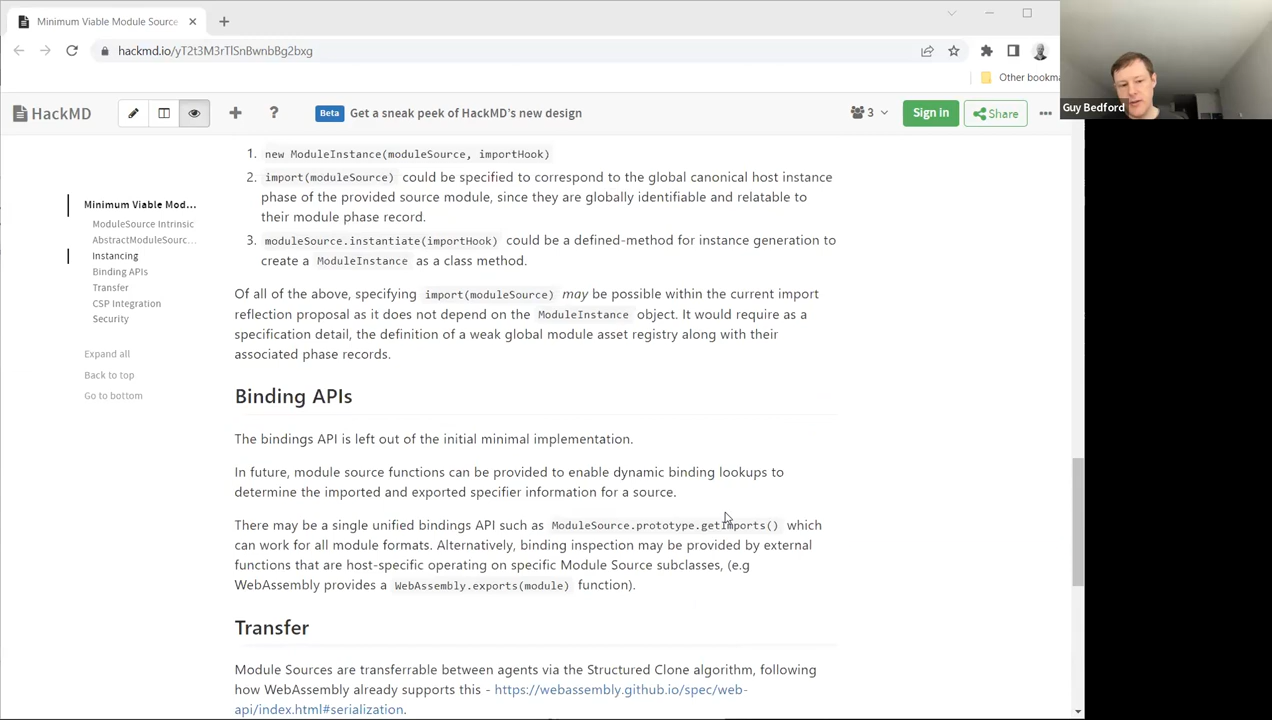 Minimum Viable Module Source
hackmd.io/yT2t3M3rTlSnBwnbBg2bxg
Other bookma
Guy Bedford
HackMD
Beta
Get a sneak peek of HackMD's new design
3
Sign in
Share
Minimum Viable Mod...
ModuleSource Intrinsic
AbstractModuleSourc...
Instancing
Binding APIs
Transfer
CSP Integration
Security
Expand all
Back to top
Go to bottom
1. new ModuleInstance(moduleSource, importHook)
2. import(moduleSource) could be specified to correspond to the global canonical host instance
phase of the provided source module, since they are globally identifiable and relatable to
their module phase record.
3. moduleSource.instantiate(importHook) could be a defined-method for instance generation to
create a ModuleInstance as a class method.
Of all of the above, specifying import(moduleSource) may be possible within the current import
reflection proposal as it does not depend on the ModuleInstance object. It would require as a
specification detail, the definition of a weak global module asset registry along with their
associated phase records.
Binding APIs
The bindings API is left out of the initial minimal implementation.
In future, module source functions can be provided to enable dynamic binding lookups to
determine the imported and exported specifier information for a source.
There may be a single unified bindings API such as ModuleSource.prototype.getImports() which
can work for all module formats. Alternatively, binding inspection may be provided by external
functions that are host-specific operating on specific Module Source subclasses, (e.g
WebAssembly provides a WebAssembly.exports(module) function).
Transfer
Module Sources are transferrable between agents via the Structured Clone algorithm, following
how WebAssembly already supports this - https://webassembly.github.io/spec/web-
api/index.html#serialization.